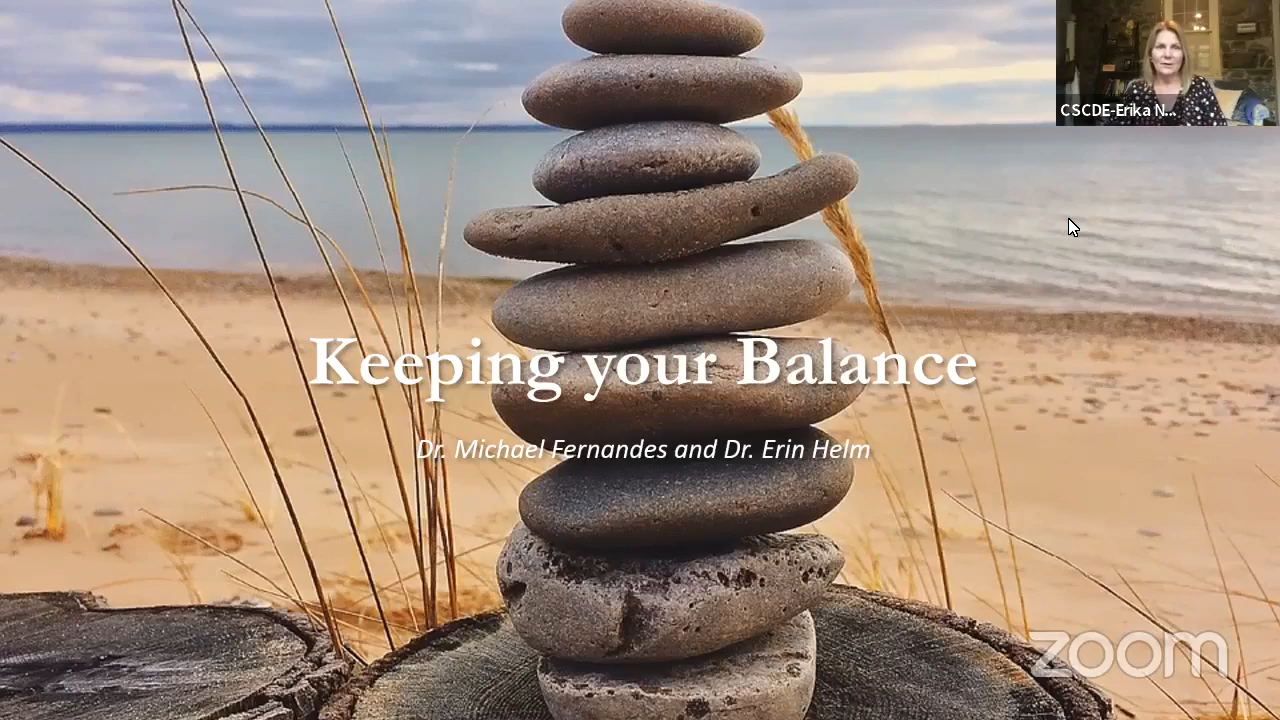 CSCDE-Erika N...
Keeping your Balance
Dr. Michael Fernandes and Dr. Erin Helm
zoom